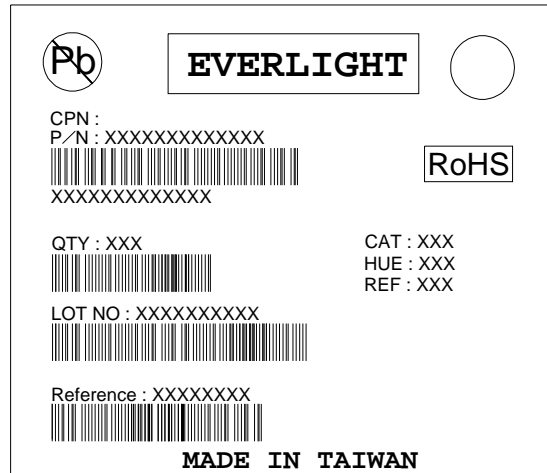 Pb
EVERLIGHT
CPN :
P/N : XXXXXXXXXXXXX
RoHS
XXXXXXXXXXXXX
QTY : XXX
CAT : XXX
HUE : XXX
REF : XXX
LOT NO : XXXXXXXXXX
Reference : XXXXXXXX
MADE IN TAIWAN